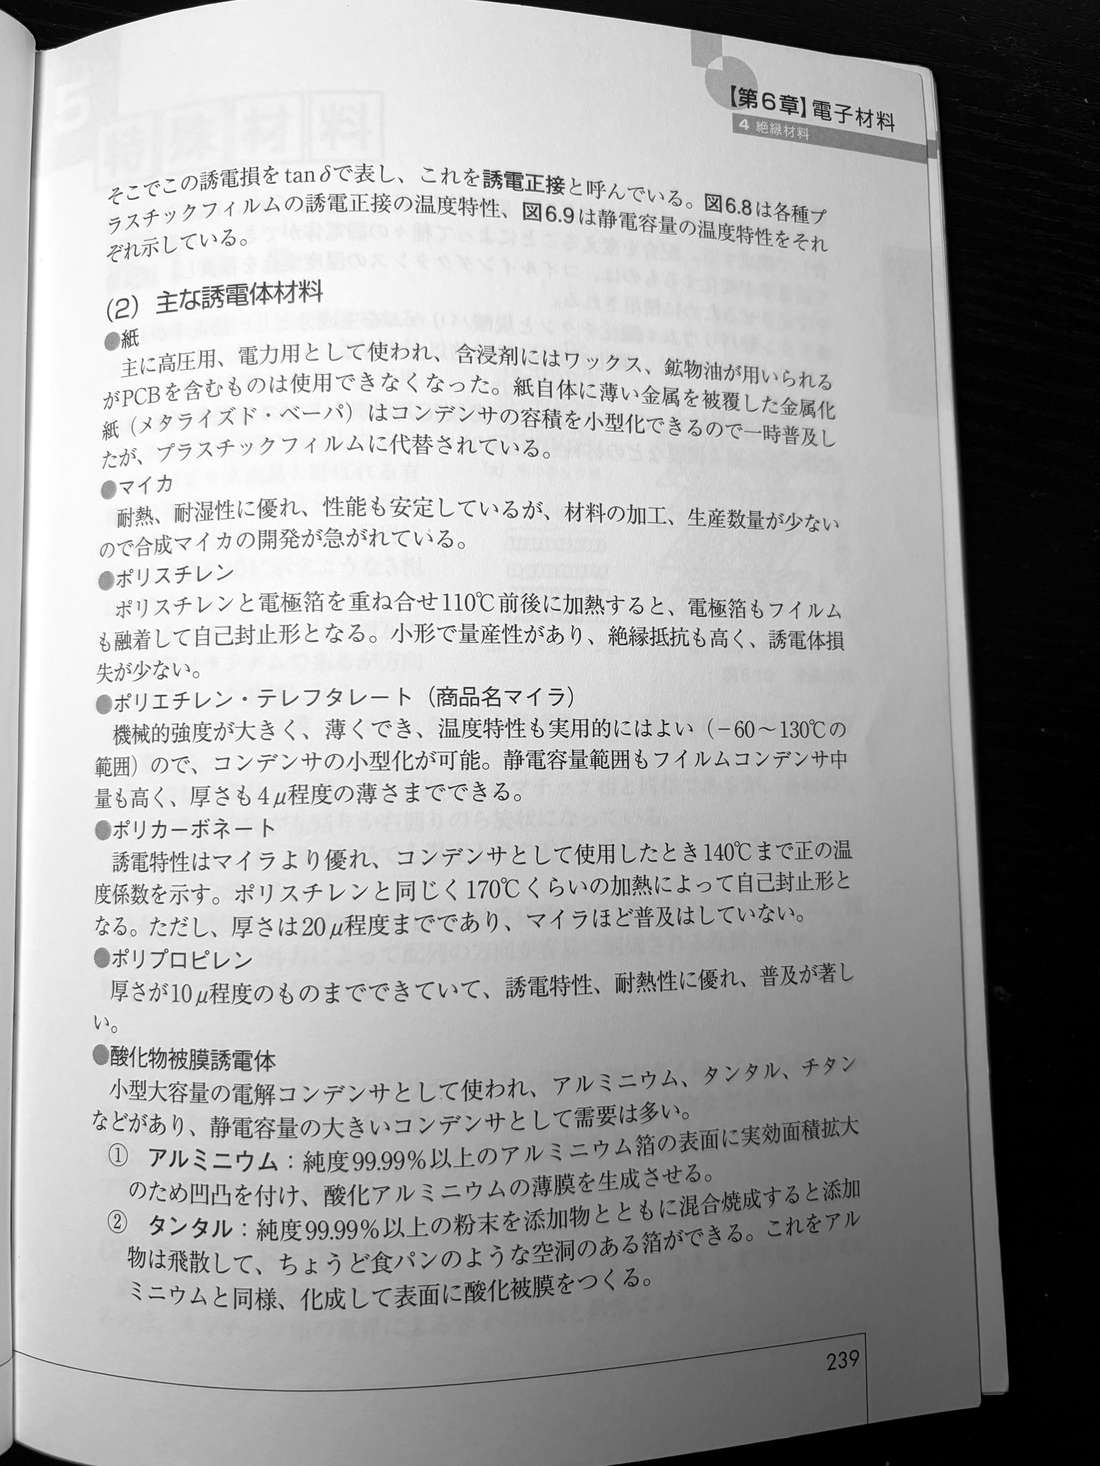 【第6章】電子材料
4 絶縁材料
そこでこの誘電損をtanδで表し、これを誘電正接と呼んでいる。図6.8は各種プ
ラスチックフィルムの誘電正接の温度特性、図6.9は静電容量の温度特性をそれ
ぞれ示している。
(2) 主な誘電体材料
●紙
主に高圧用、電力用として使われ、含浸剤にはワックス、鉱物油が用いられる
がPCBを含むものは使用できなくなった。紙自体に薄い金属を被覆した金属化
紙（メタライズド・ペーパ）はコンデンサの容積を小型化できるので一時普及し
たが、プラスチックフィルムに代替されている。
●マイカ
耐熱、耐湿性に優れ、性能も安定しているが、材料の加工、生産数量が少ない
ので合成マイカの開発が急がれている。
●ポリスチレン
ポリスチレンと電極箔を重ね合せ110℃前後に加熱すると、電極箔もフイルム
も融着して自己封止形となる。小形で量産性があり、絶縁抵抗も高く、誘電体損
失が少ない。
●ポリエチレン・テレフタレート（商品名マイラ）
機械的強度が大きく、薄くでき、温度特性も実用的にはよい（－60～130℃の
範囲）ので、コンデンサの小型化が可能。静電容量範囲もフイルムコンデンサ中
量も高く、厚さも4μ程度の薄さまでできる。
●ポリカーボネート
誘電特性はマイラより優れ、コンデンサとして使用したとき140℃まで正の温
度係数を示す。ポリスチレンと同じく170℃くらいの加熱によって自己封止形と
なる。ただし、厚さは20μ程度までであり、マイラほど普及はしていない。
●ポリプロピレン
厚さが10μ程度のものまでできていて、誘電特性、耐熱性に優れ、普及が著し
い。
●酸化物被膜誘電体
小型大容量の電解コンデンサとして使われ、アルミニウム、タンタル、チタン
などがあり、静電容量の大きいコンデンサとして需要は多い。
① アルミニウム：純度99.99％以上のアルミニウム箔の表面に実効面積拡大
のため凹凸を付け、酸化アルミニウムの薄膜を生成させる。
② タンタル：純度99.99％以上の粉末を添加物とともに混合焼成すると添加
物は飛散して、ちょうど食パンのような空洞のある箔ができる。これをアル
ミニウムと同様、化成して表面に酸化被膜をつくる。
239